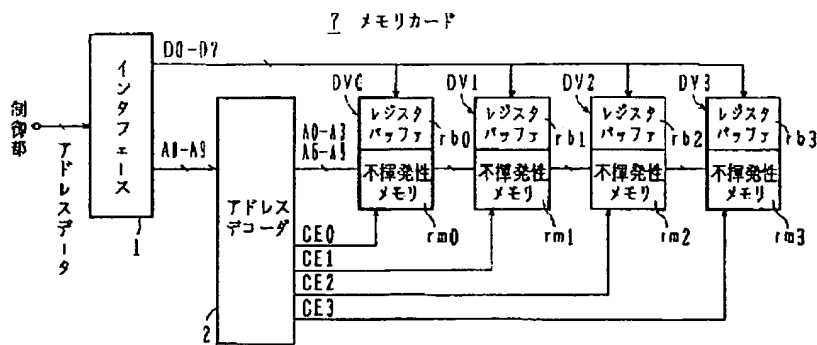 7 メモリカード
D0-D7
制御部
アドレスデータ
インタフェース
1
A0-A9
アドレスデコーダ
2
A0-A3
A6-A9
CE0
CE1
CE2
CE3
DV0
レジスタバッファ
rb0
不揮発性メモリ
rm0
DV1
レジスタバッファ
rb1
不揮発性メモリ
rm1
DV2
レジスタバッファ
rb2
不揮発性メモリ
rm2
DV3
レジスタバッファ
rb3
不揮発性メモリ
rm3